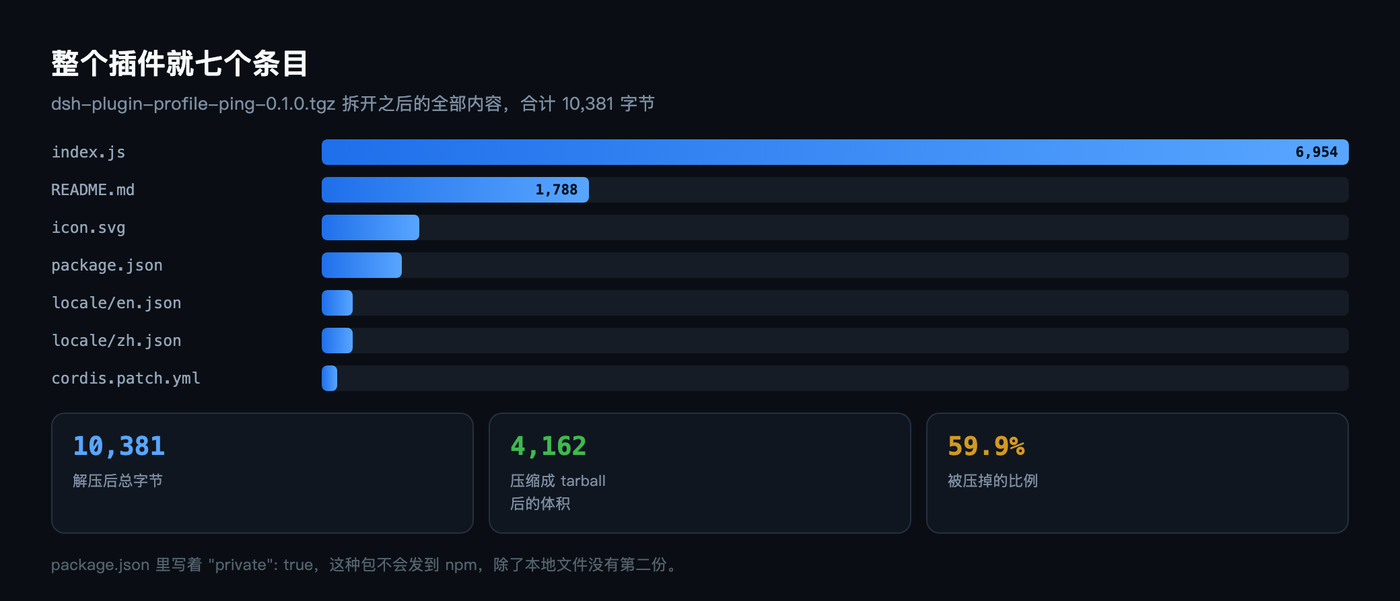 整个插件就七个条目
dsh-plugin-profile-ping-0.1.0.tgz 拆开之后的全部内容，合计 10,381 字节
index.js 6,954
README.md 1,788
icon.svg
package.json
locale/en.json
locale/zh.json
cordis.patch.yml
10,381
解压后总字节
4,162
压缩成 tarball
后的体积
59.9%
被压掉的比例
package.json 里写着 "private": true，这种包不会发到 npm，除了本地文件没有第二份。